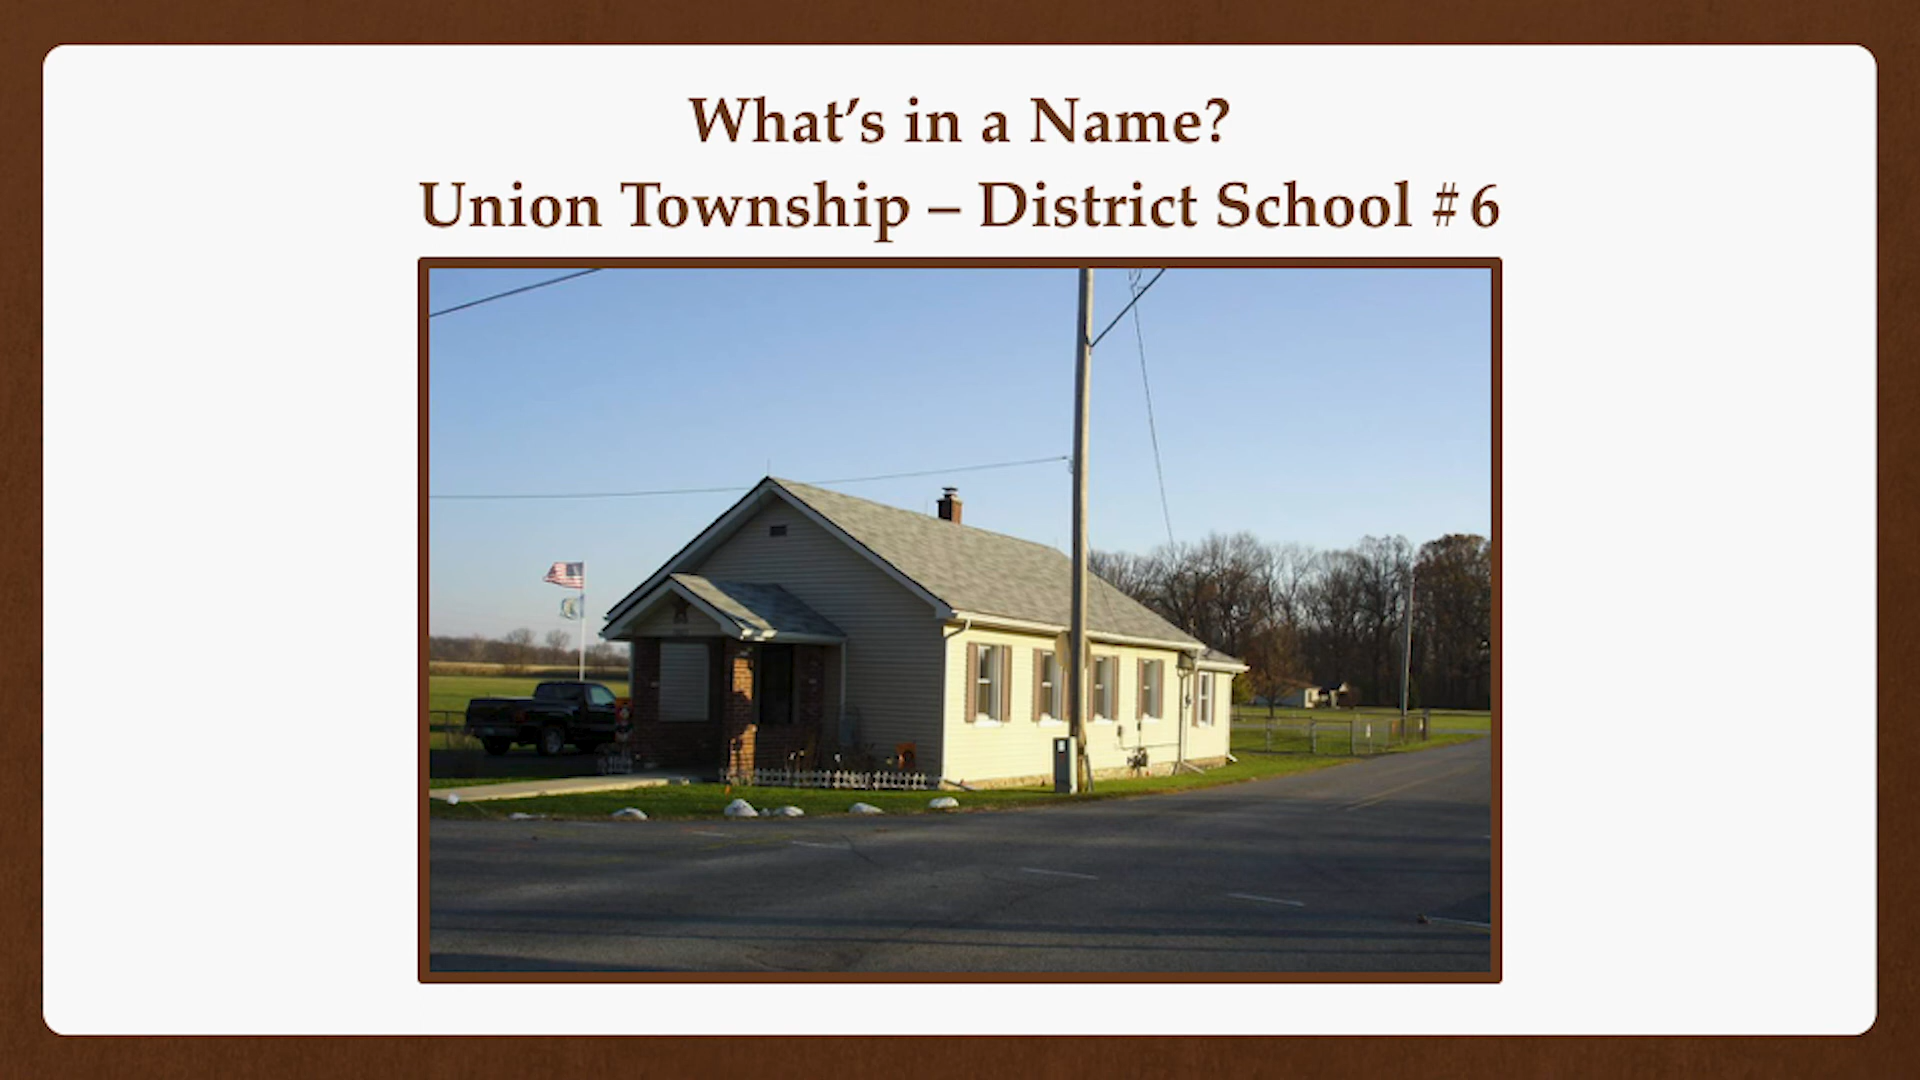 What’s in a Name?
Union Township – District School # 6